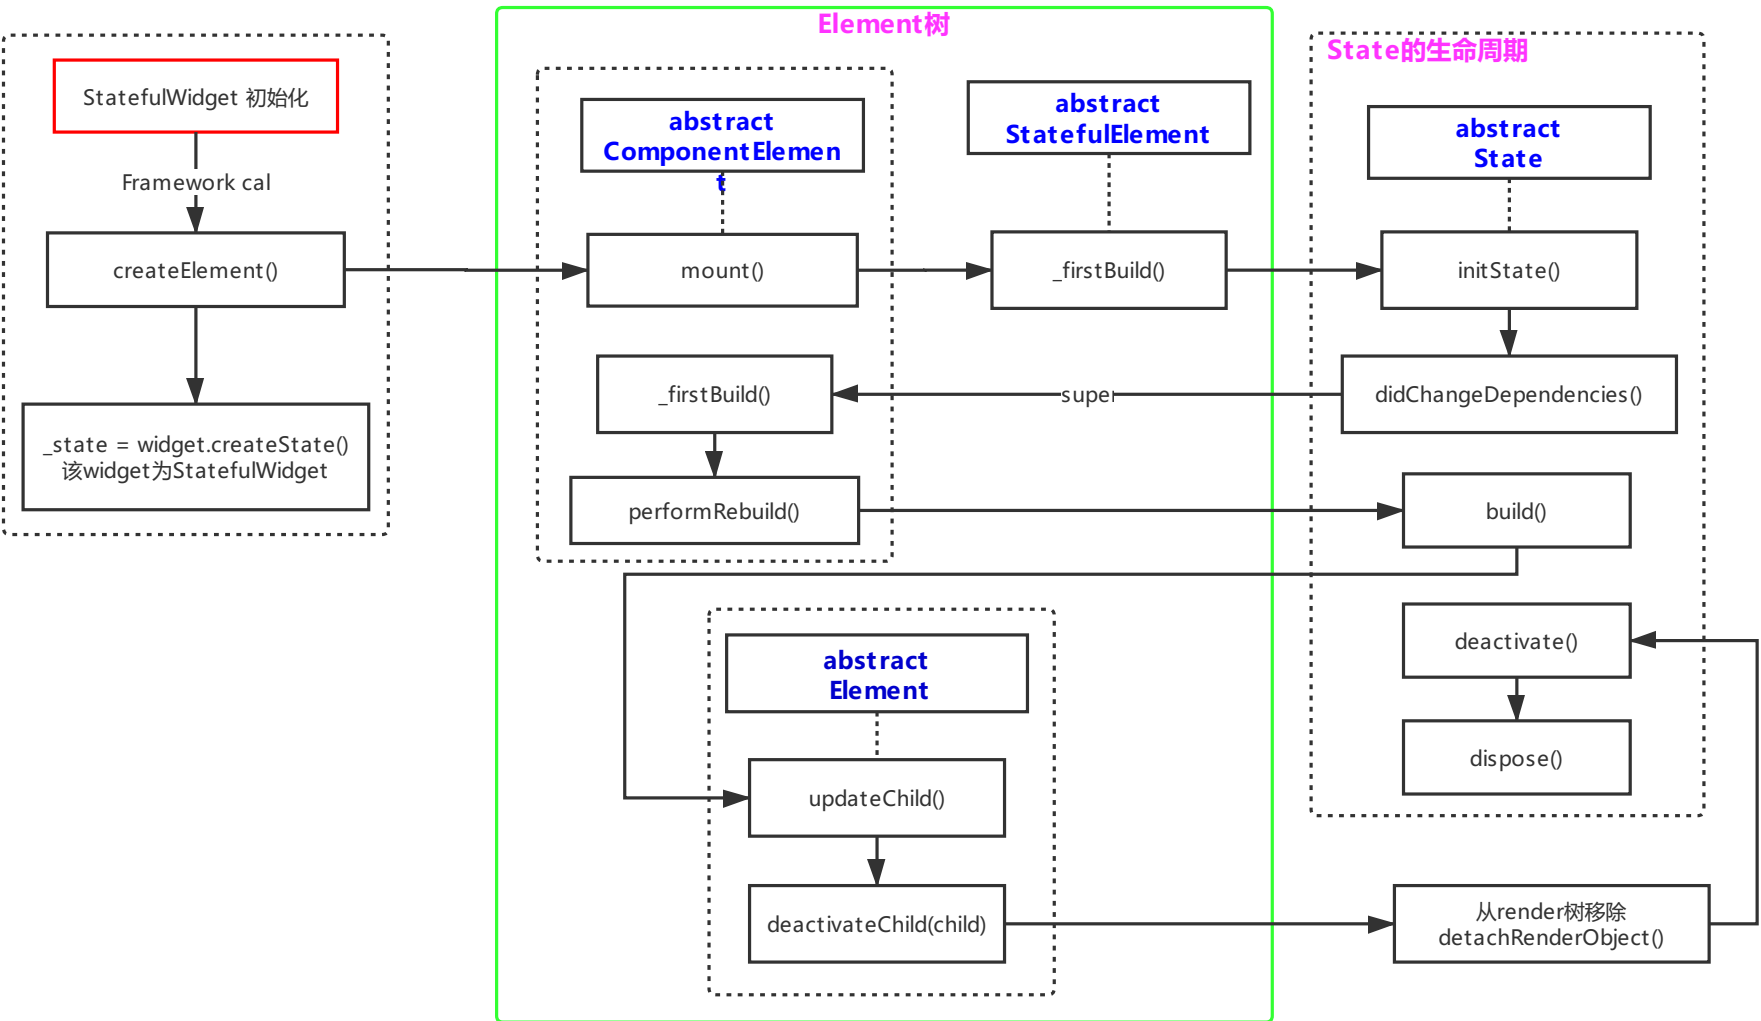 Element树
State的生命周期
StatefulWidget 初始化
Framework cal
createElement()
_state = widget.createState()
该widget为StatefulWidget
abstract
ComponentElemen
t
mount()
_firstBuild()
performRebuild()
abstract
StatefulElement
_firstBuild()
super
abstract
State
initState()
didChangeDependencies()
build()
deactivate()
dispose()
abstract
Element
updateChild()
deactivateChild(child)
从render树移除
detachRenderObject()